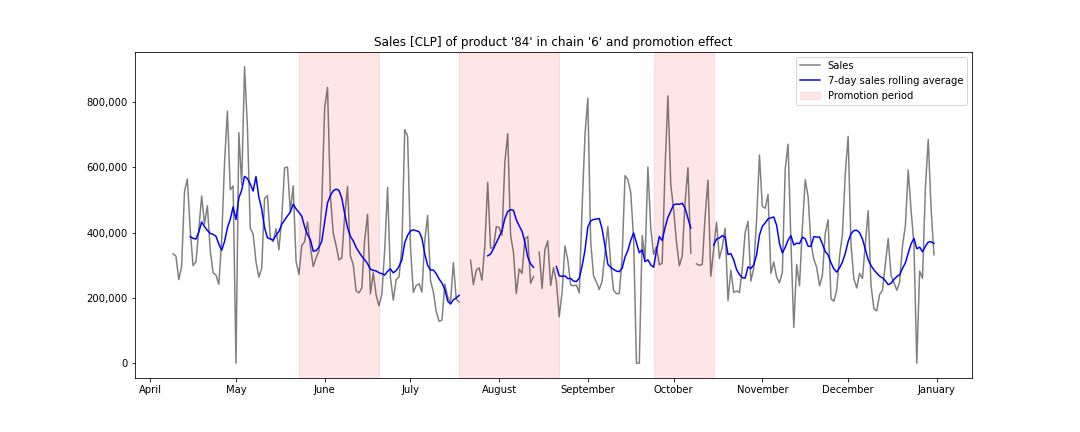 Sales [CLP] of product '84' in chain '6' and promotion effect
Sales
7-day sales rolling average
Promotion period
800,000
600,000
400,000
200,000
0
April May June July August September October November December January